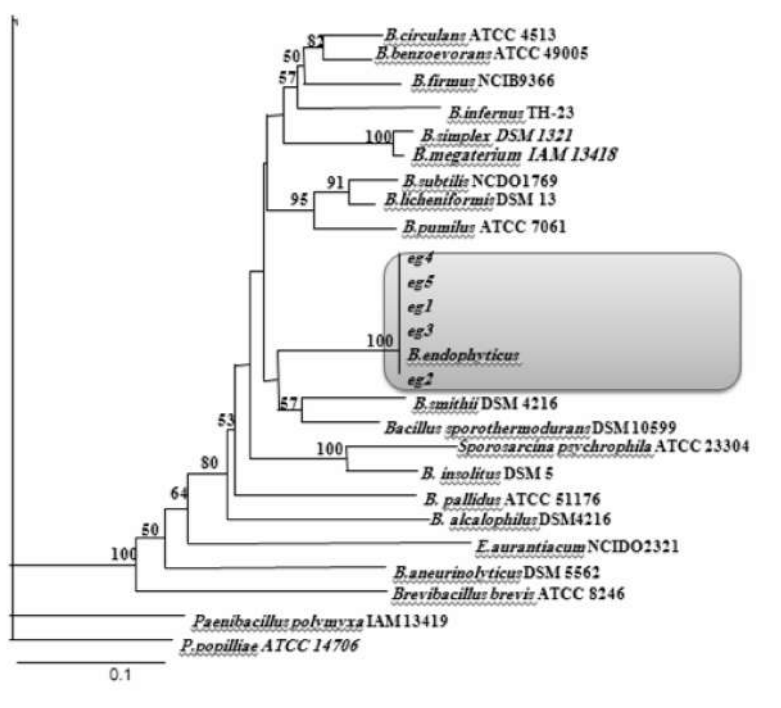 82
B.circulans ATCC 4513
50
B.benzoevorans ATCC 49005
57
B.firmus NCIB9366
B.infernus TH-23
100
B.simplex DSM 1321
B.megaterium IAM 13418
91
B.subtilis NCDO1769
95
B.licheniformis DSM 13
B.pumilus ATCC 7061
eg4
eg5
eg1
eg3
100
B.endophyticus
eg2
57
B.smithii DSM 4216
53
Bacillus sporothermodurans DSM10599
100
Sporosarcina psychrophila ATCC 23304
80
B. insolitus DSM 5
64
B. pallidus ATCC 51176
50
B. alcalophilus DSM4216
100
E.aurantiacum NCIDO2321
B.aneurinolyticus DSM 5562
Brevibacillus brevis ATCC 8246
Paenibacillus polymyxa IAM13419
P.popilliae ATCC 14706
0.1